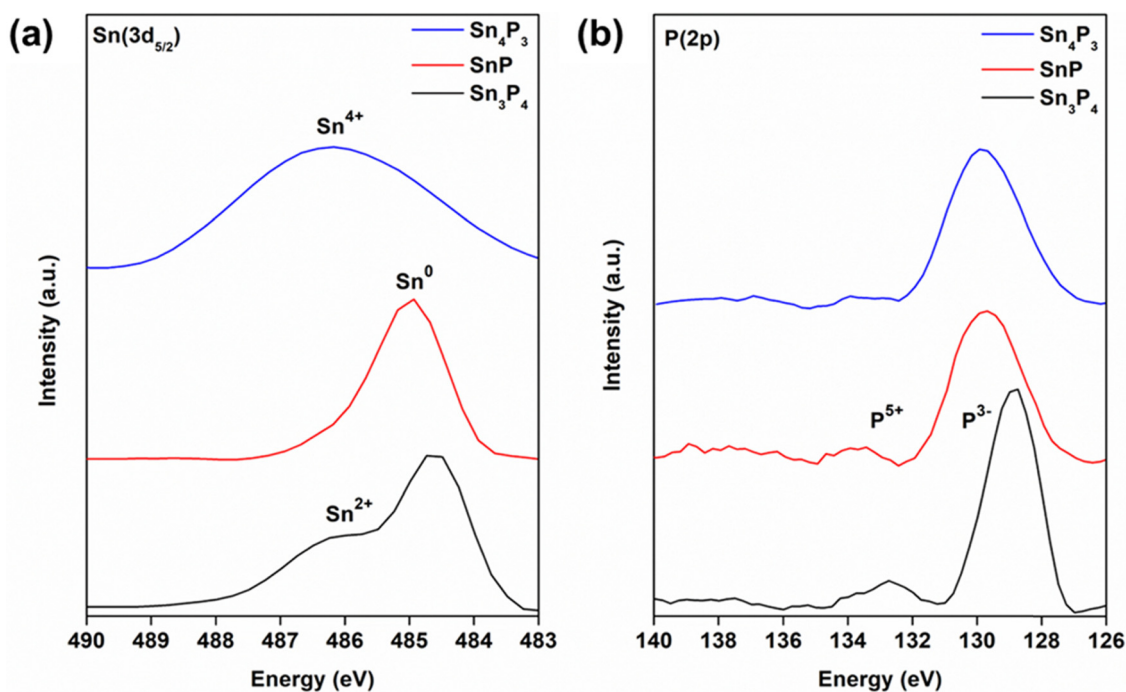 (a)
Sn(3d₅/₂)
Sn₄P₃
SnP
Sn₃P₄
Sn⁴⁺
Sn⁰
Sn²⁺
Intensity (a.u.)
490 489 488 487 486 485 484 483
Energy (eV)
(b)
P(2p)
Sn₄P₃
SnP
Sn₃P₄
P⁵⁺ P³⁻
Intensity (a.u.)
140 138 136 134 132 130 128 126
Energy (eV)